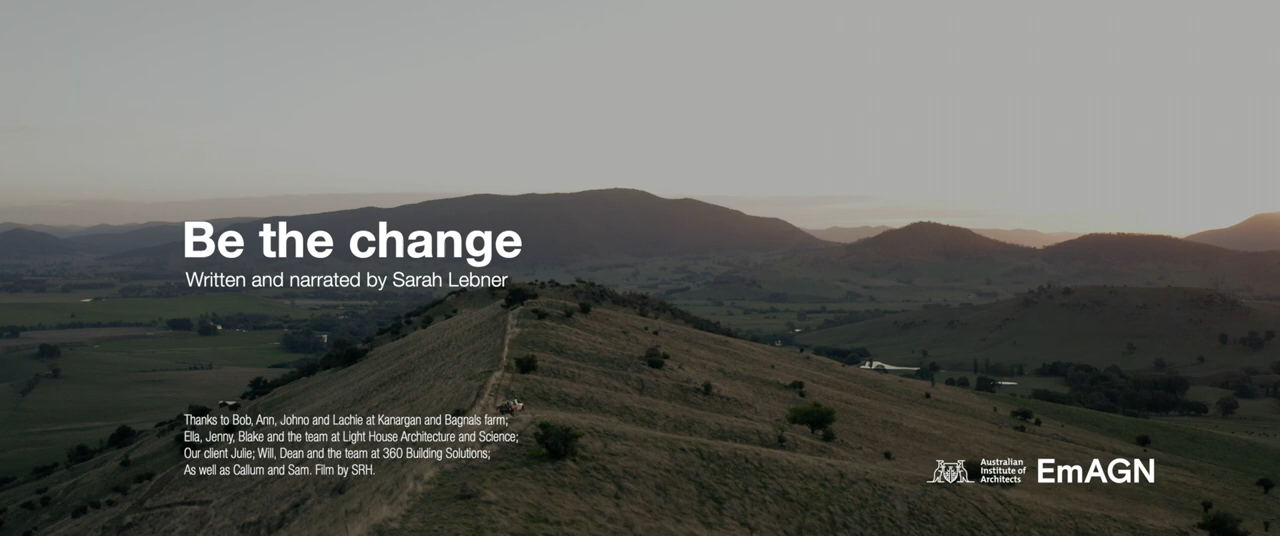 Be the change
Written and narrated by Sarah Lebner
Thanks to Bob, Ann, Johno and Lachie at Kanargan and Bagnals farm;
Ella, Jenny, Blake and the team at Light House Architecture and Science;
Our client Julie; Will, Dean and the team at 360 Building Solutions;
As well as Callum and Sam. Film by SRH.
Australian
Institute of
Architects
EmAGN